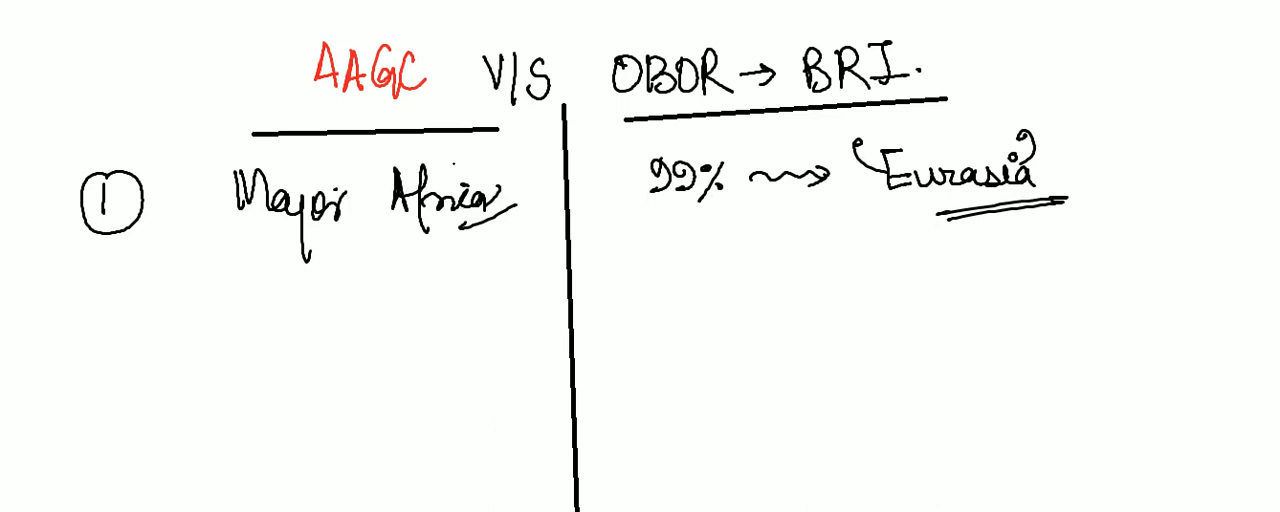 AAGC V/S OBOR → BRI.
① Major Africa 99% → "Eurasia"